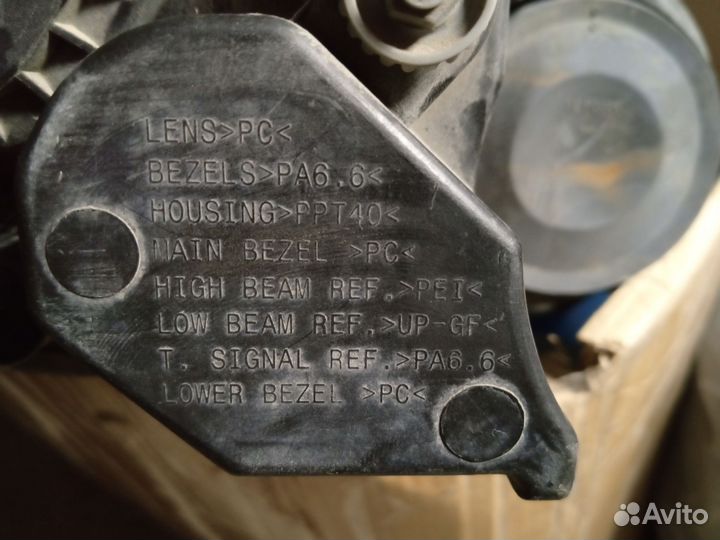 LENS>PC<
BEZELS>PA6.6<
HOUSING>PPT40<
MAIN BEZEL >PC<
HIGH BEAM REF.>PEI<
LOW BEAM REF.>UP-GF<
T. SIGNAL REF.>PA6.6<
LOWER BEZEL >PC<
Avito